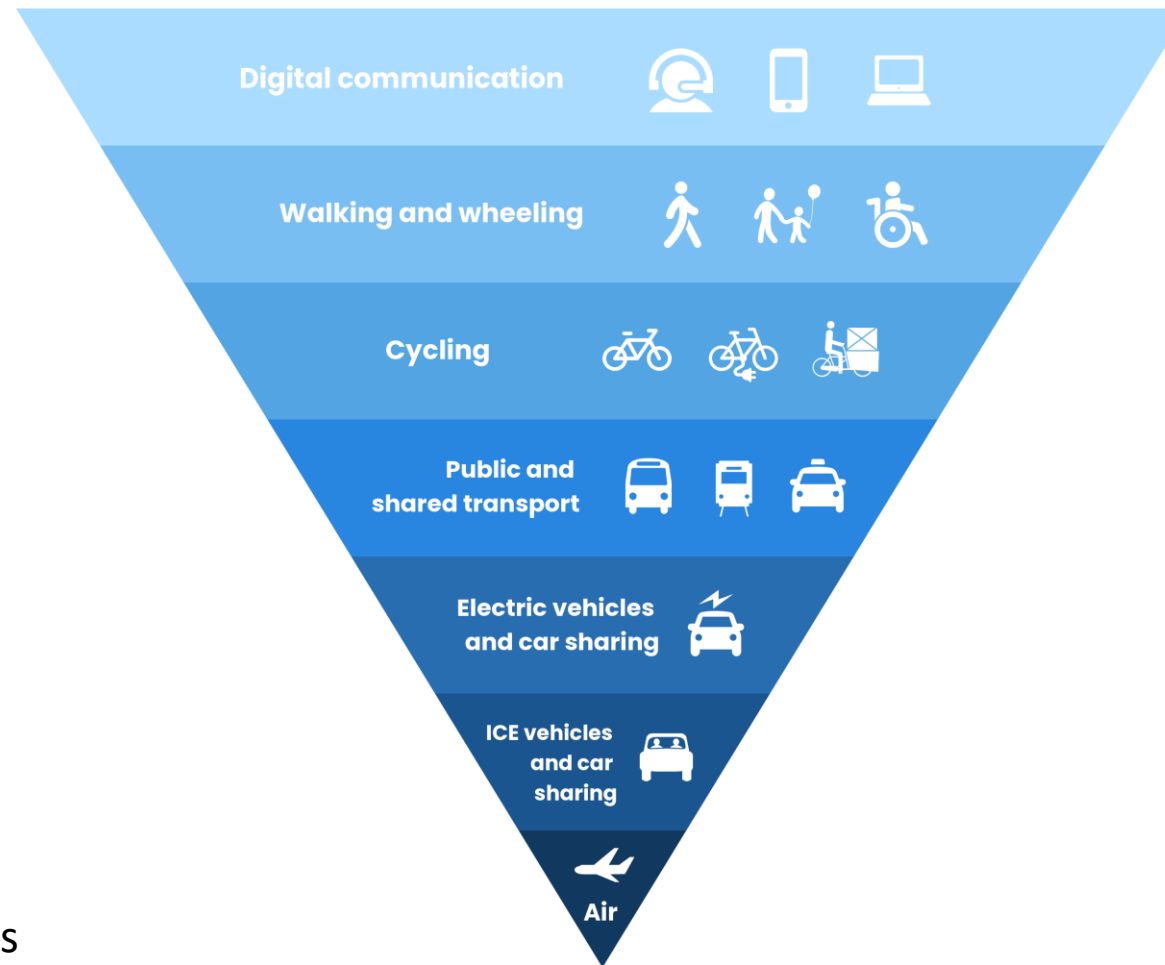 Digital communication
Walking and wheeling
Cycling
Public and
shared transport
Electric vehicles
and car sharing
ICE vehicles
and car
sharing
Air
s